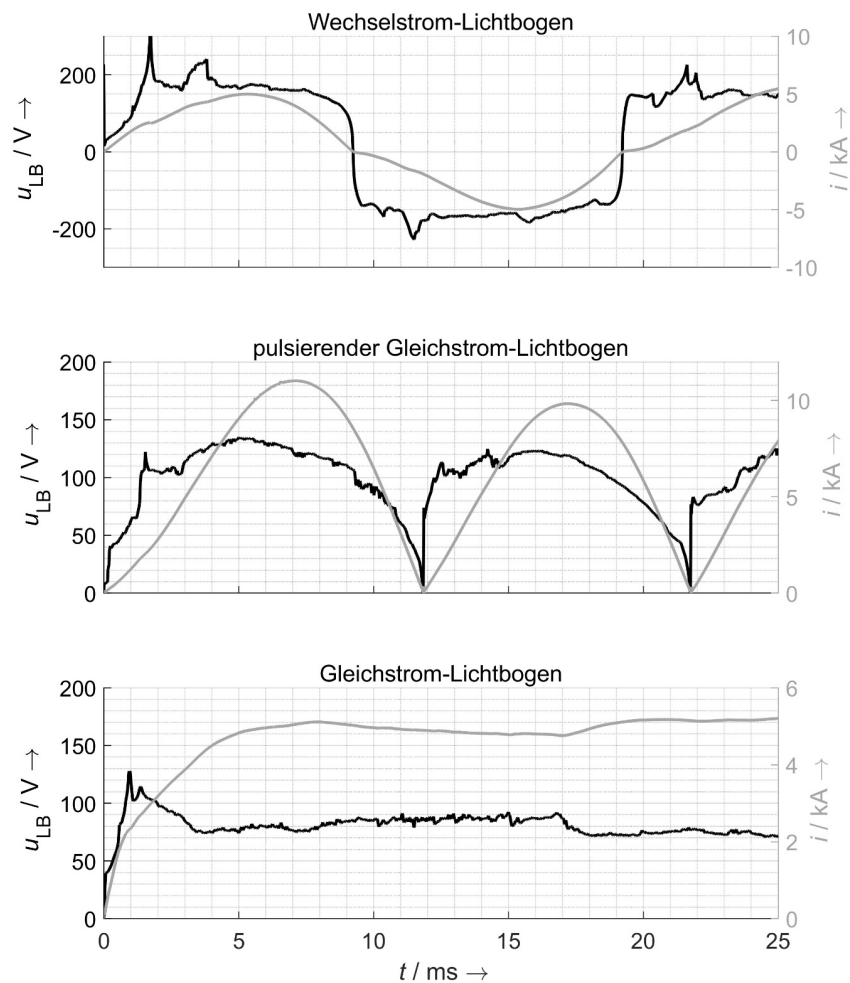 Wechselstrom-Lichtbogen
200
0
-200
u_LB / V →
10
5
0
-5
-10
i / kA →
pulsierender Gleichstrom-Lichtbogen
200
150
100
50
0
u_LB / V →
10
5
0
i / kA →
Gleichstrom-Lichtbogen
200
150
100
50
0
u_LB / V →
6
4
2
0
i / kA →
0 5 10 15 20 25
t / ms →